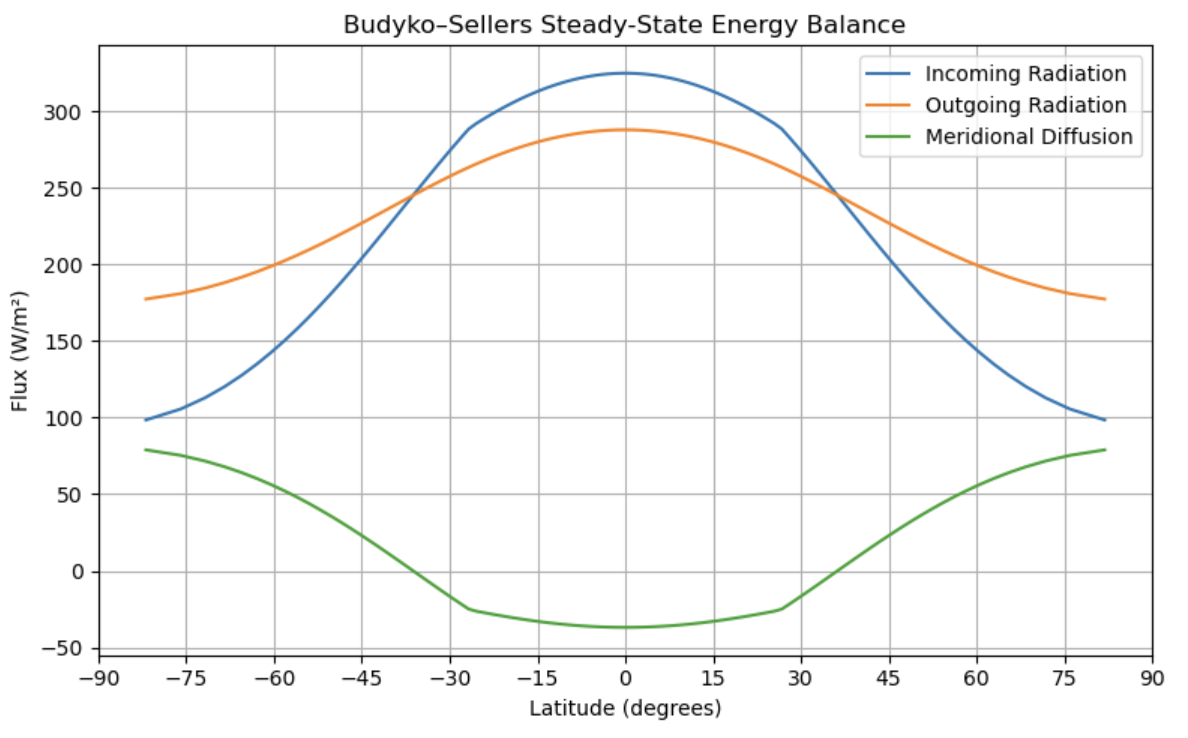 Budyko–Sellers Steady-State Energy Balance
Incoming Radiation
Outgoing Radiation
Meridional Diffusion
Flux (W/m²)
300
250
200
150
100
50
0
−50
−90 −75 −60 −45 −30 −15 0 15 30 45 60 75 90
Latitude (degrees)